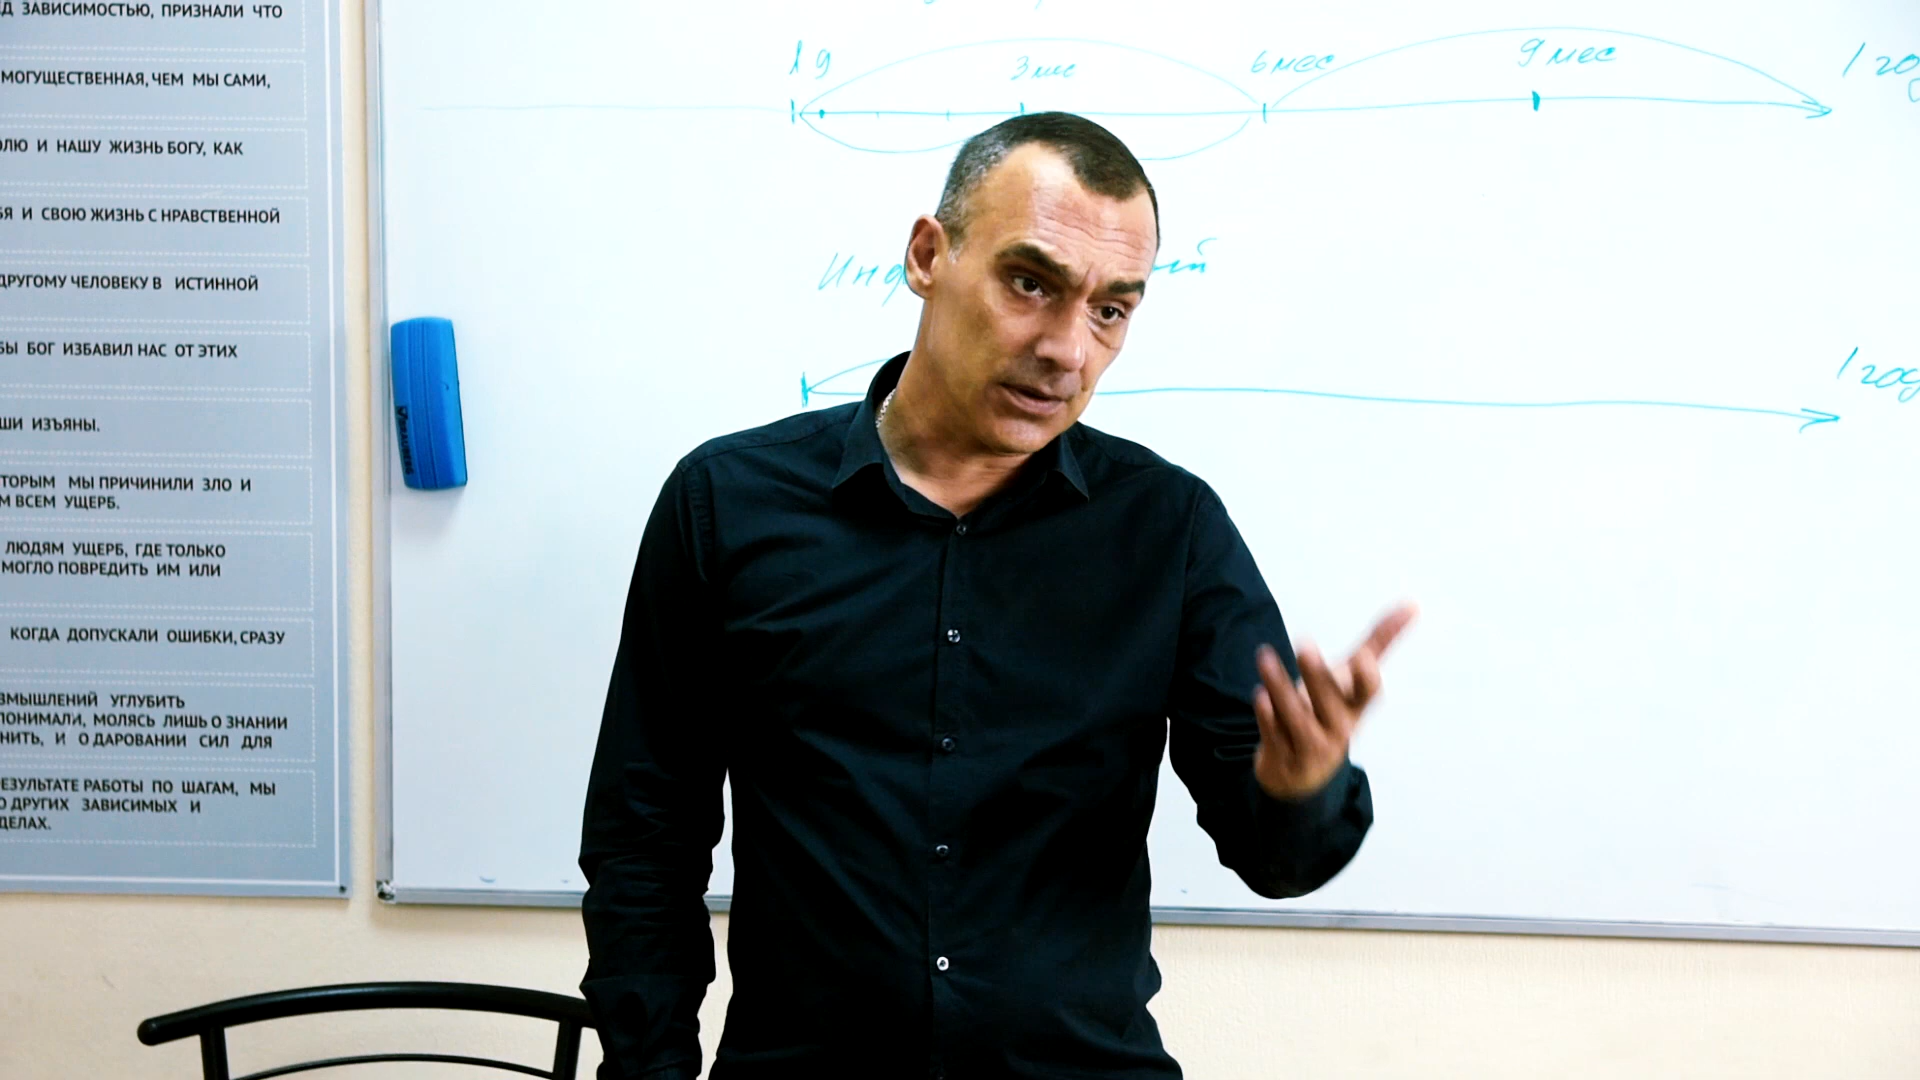 Д ЗАВИСИМОСТЬЮ, ПРИЗНАЛИ ЧТО
МОГУЩЕСТВЕННАЯ, ЧЕМ МЫ САМИ,
ОЛЮ И НАШУ ЖИЗНЬ БОГУ, КАК
БЯ И СВОЮ ЖИЗНЬ С НРАВСТВЕННОЙ
ДРУГОМУ ЧЕЛОВЕКУ В ИСТИННОЙ
БЫ БОГ ИЗБАВИЛ НАС ОТ ЭТИХ
ШИ ИЗЪЯНЫ.
ТОРЫМ МЫ ПРИЧИНИЛИ ЗЛО И
М ВСЕМ УЩЕРБ.
ЛЮДЯМ УЩЕРБ, ГДЕ ТОЛЬКО
МОГЛО ПОВРЕДИТЬ ИМ ИЛИ
КОГДА ДОПУСКАЛИ ОШИБКИ, СРАЗУ
ЗМЫШЛЕНИЙ УГЛУБИТЬ
ПОНИМАЛИ, МОЛЯСЬ ЛИШЬ О ЗНАНИИ
НИТЬ, И О ДАРОВАНИИ СИЛ ДЛЯ
ЕЗУЛЬТАТЕ РАБОТЫ ПО ШАГАМ, МЫ
О ДРУГИХ ЗАВИСИМЫХ И
ДЕЛАХ.
1 д 3 мес 6 мес 9 мес 1 год
Инф
1 год